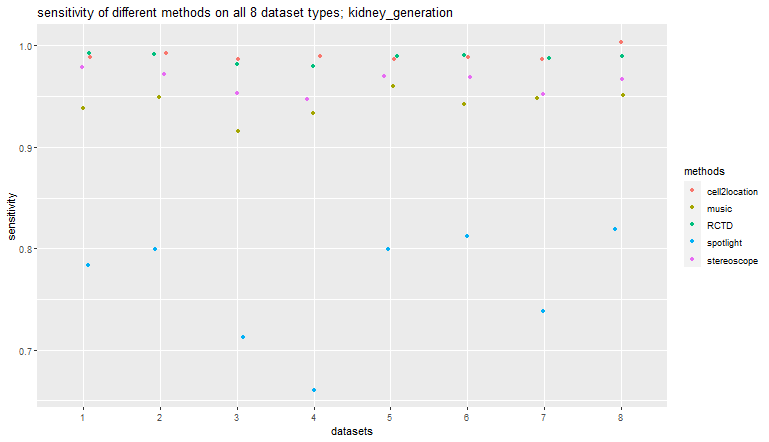 sensitivity of different methods on all 8 dataset types; kidney_generation
1.0
0.9
0.8
0.7
sensitivity
1 2 3 4 5 6 7 8
datasets
methods
cell2location
music
RCTD
spotlight
stereoscope